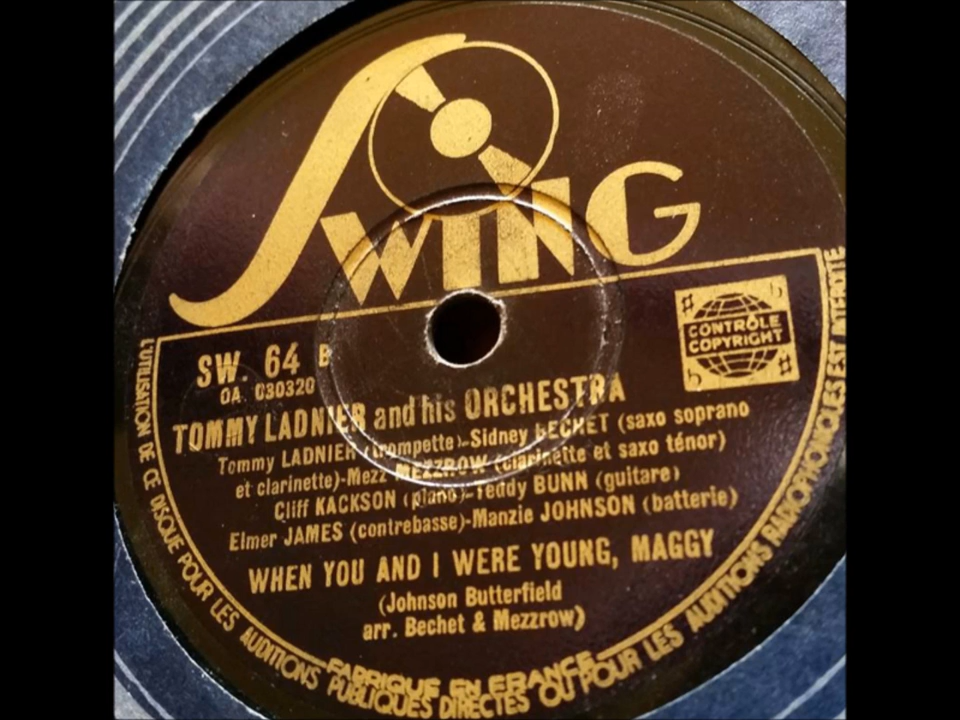 SWING
CONTRÔLE
COPYRIGHT
SW. 64 B
OA 030320
TOMMY LADNIER and his ORCHESTRA
Tommy LADNIER (trompette)-Sidney BECHET (saxo soprano
et clarinette)-Mezz MEZZROW (clarinette et saxo ténor)
Cliff KACKSON (piano)-Teddy BUNN (guitare)
Elmer JAMES (contrebasse)-Manzie JOHNSON (batterie)
WHEN YOU AND I WERE YOUNG, MAGGY
(Johnson Butterfield
arr. Bechet & Mezzrow)
L'UTILISATION DE CE DISQUE POUR LES AUDITIONS PUBLIQUES DIRECTES OU POUR LES AUDITIONS RADIOPHONIQUES EST INTERDITE
FABRIQUE EN FRANCE